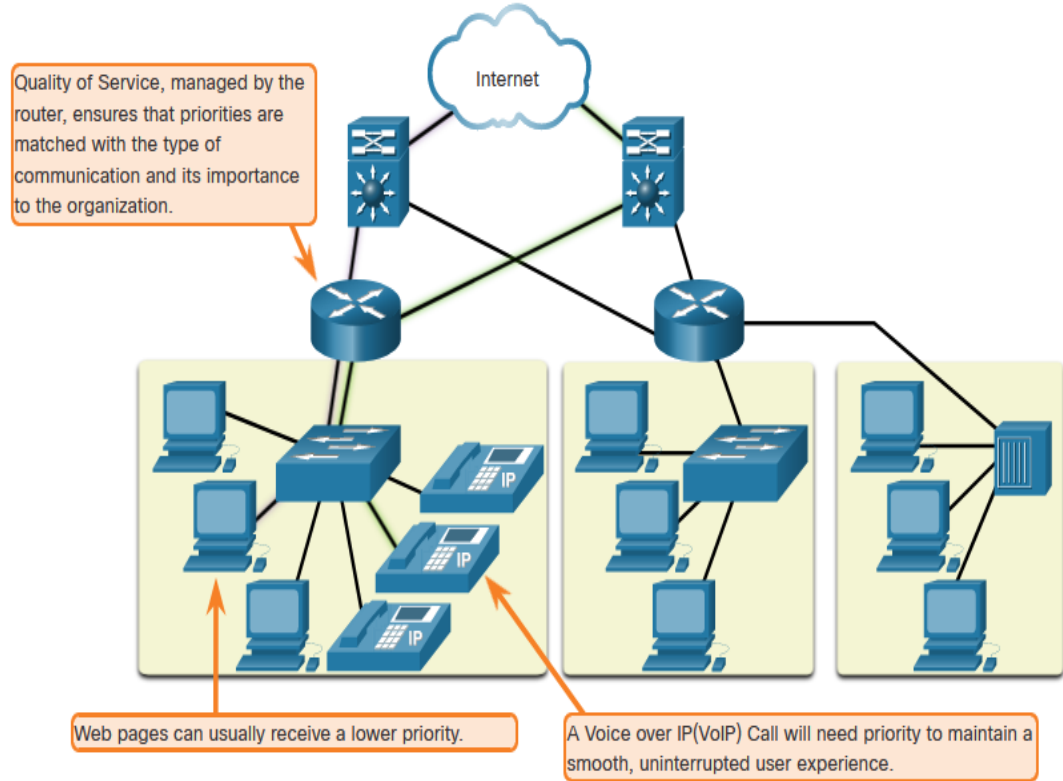 Internet
Quality of Service, managed by the
router, ensures that priorities are
matched with the type of
communication and its importance
to the organization.
IP
IP
IP
Web pages can usually receive a lower priority.
A Voice over IP(VoIP) Call will need priority to maintain a
smooth, uninterrupted user experience.